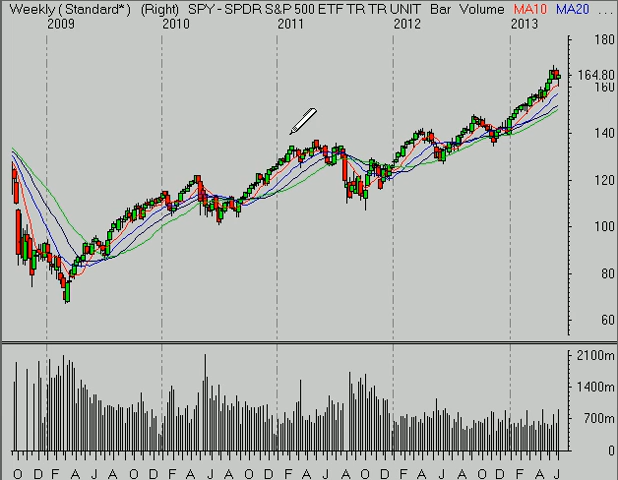 Weekly (Standard*) (Right) SPY - SPDR S&P 500 ETF TR TR UNIT Bar Volume MA10 MA20 ...
2009 2010 2011 2012 2013
180
164.80
160
140
120
100
80
60
2100m
1400m
700m
0
O D F A J A O D F A J A O D F A J A O D F A J A O D F A J